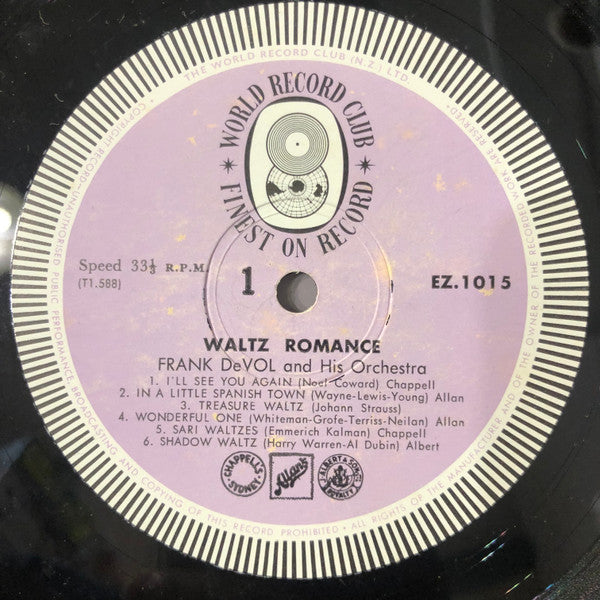 THE WORLD RECORD CLUB (N.Z.) LTD.
ALL RIGHTS OF THE MANUFACTURER AND OF THE OWNER OF THE RECORDED WORK ARE RESERVED
COPYRIGHT RECORD—UNAUTHORISED PUBLIC PERFORMANCE, BROADCASTING AND COPYING OF THIS RECORD PROHIBITED
WORLD RECORD CLUB
FINEST ON RECORD
Speed 33⅓ R.P.M.
(T1.588)
1
EZ.1015
WALTZ ROMANCE
FRANK DeVOL and His Orchestra
1. I'LL SEE YOU AGAIN (Noel Coward) Chappell
2. IN A LITTLE SPANISH TOWN (Wayne-Lewis-Young) Allan
3. TREASURE WALTZ (Johann Strauss)
4. WONDERFUL ONE (Whiteman-Grofe-Terriss-Neilan) Allan
5. SARI WALTZES (Emmerich Kalman) Chappell
6. SHADOW WALTZ (Harry Warren-Al Dubin) Albert
CHAPPELLS SYDNEY
Allans
ALBERT & SONS ROYALTY